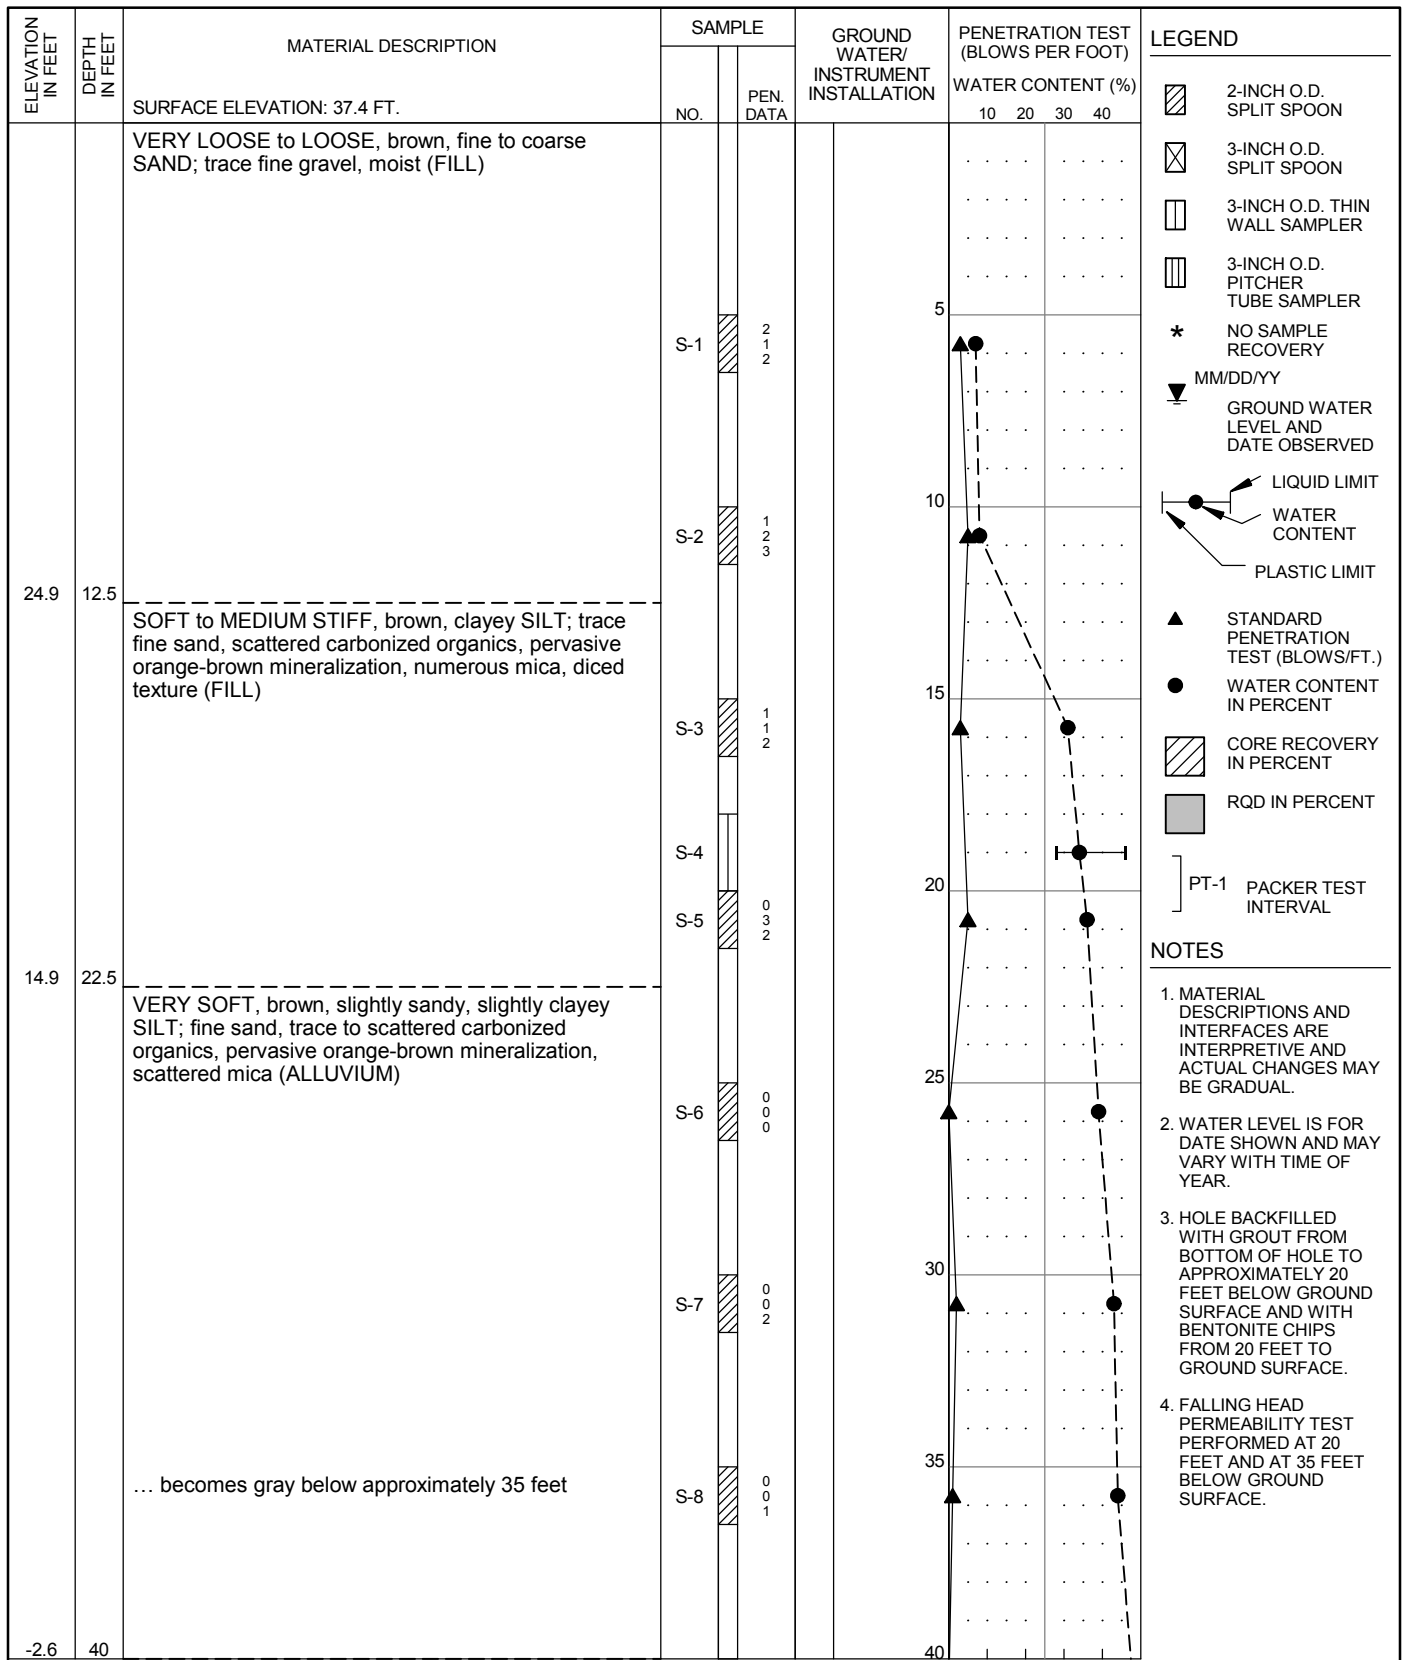 ELEVATION
IN FEET
DEPTH
IN FEET
MATERIAL DESCRIPTION
SURFACE ELEVATION: 37.4 FT.
SAMPLE
NO.
PEN.
DATA
GROUND
WATER/
INSTRUMENT
INSTALLATION
PENETRATION TEST
(BLOWS PER FOOT)
WATER CONTENT (%)
10 20 30 40
VERY LOOSE to LOOSE, brown, fine to coarse
SAND; trace fine gravel, moist (FILL)
5
S-1
2
1
2
10
S-2
1
2
3
24.9 12.5
SOFT to MEDIUM STIFF, brown, clayey SILT; trace
fine sand, scattered carbonized organics, pervasive
orange-brown mineralization, numerous mica, diced
texture (FILL)
15
S-3
1
1
2
S-4
20
S-5
0
3
2
14.9 22.5
VERY SOFT, brown, slightly sandy, slightly clayey
SILT; fine sand, trace to scattered carbonized
organics, pervasive orange-brown mineralization,
scattered mica (ALLUVIUM)
25
S-6
0
0
0
30
S-7
0
0
2
35
… becomes gray below approximately 35 feet
S-8
0
0
1
-2.6 40
40
LEGEND
2-INCH O.D.
SPLIT SPOON
3-INCH O.D.
SPLIT SPOON
3-INCH O.D. THIN
WALL SAMPLER
3-INCH O.D.
PITCHER
TUBE SAMPLER
* NO SAMPLE
RECOVERY
MM/DD/YY
GROUND WATER
LEVEL AND
DATE OBSERVED
LIQUID LIMIT
WATER
CONTENT
PLASTIC LIMIT
STANDARD
PENETRATION
TEST (BLOWS/FT.)
WATER CONTENT
IN PERCENT
CORE RECOVERY
IN PERCENT
RQD IN PERCENT
PT-1 PACKER TEST
INTERVAL
NOTES
1. MATERIAL
DESCRIPTIONS AND
INTERFACES ARE
INTERPRETIVE AND
ACTUAL CHANGES MAY
BE GRADUAL.
2. WATER LEVEL IS FOR
DATE SHOWN AND MAY
VARY WITH TIME OF
YEAR.
3. HOLE BACKFILLED
WITH GROUT FROM
BOTTOM OF HOLE TO
APPROXIMATELY 20
FEET BELOW GROUND
SURFACE AND WITH
BENTONITE CHIPS
FROM 20 FEET TO
GROUND SURFACE.
4. FALLING HEAD
PERMEABILITY TEST
PERFORMED AT 20
FEET AND AT 35 FEET
BELOW GROUND
SURFACE.